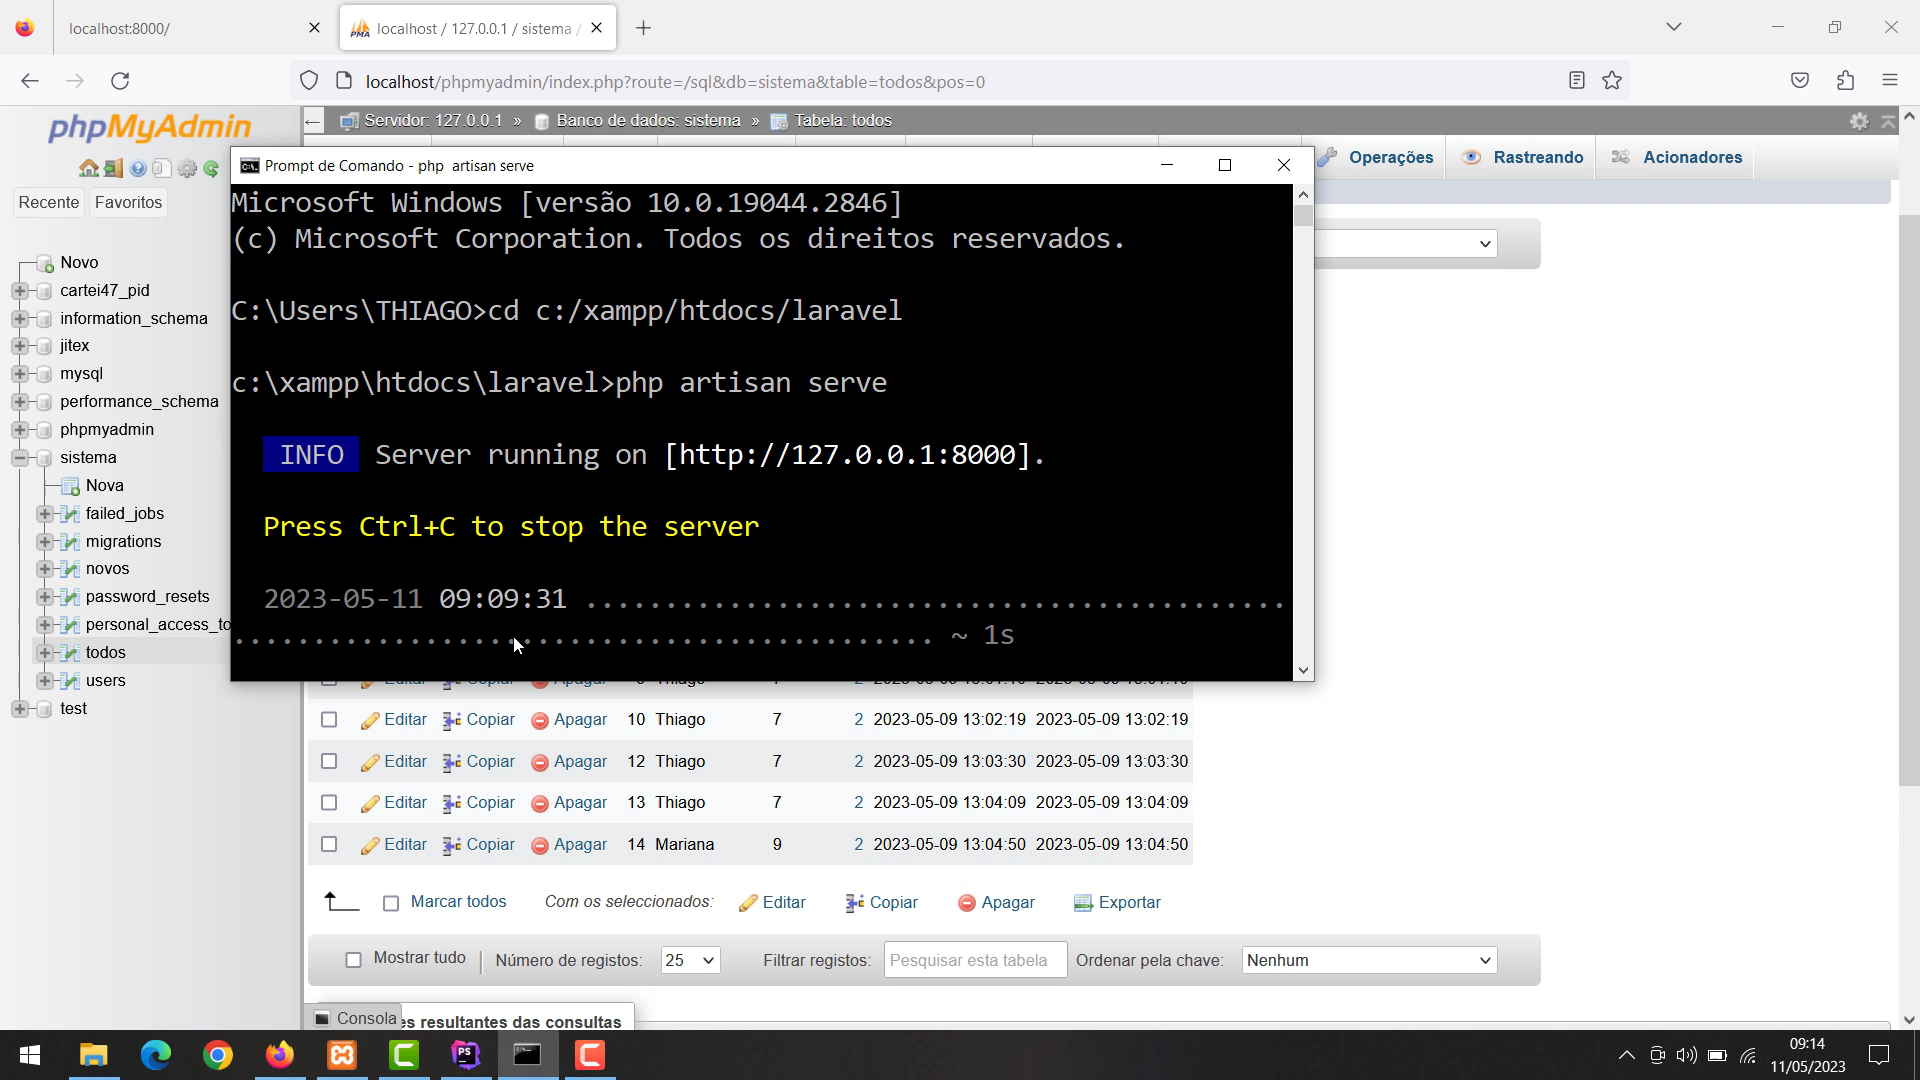 localhost:8000/
PMA localhost / 127.0.0.1 / sistema /
localhost/phpmyadmin/index.php?route=/sql&db=sistema&table=todos&pos=0
phpMyAdmin
Servidor: 127.0.0.1 » Banco de dados: sistema » Tabela: todos
Operações Rastreando Acionadores
Recente Favoritos
Novo
cartei47_pid
information_schema
jitex
mysql
performance_schema
phpmyadmin
sistema
Nova
failed_jobs
migrations
novos
password_resets
personal_access_to
todos
users
test
Prompt de Comando - php artisan serve
Microsoft Windows [versão 10.0.19044.2846]
(c) Microsoft Corporation. Todos os direitos reservados.
C:\Users\THIAGO>cd c:/xampp/htdocs/laravel
c:\xampp\htdocs\laravel>php artisan serve
INFO Server running on [http://127.0.0.1:8000].
Press Ctrl+C to stop the server
2023-05-11 09:09:31 ............................................
............................................ ~ 1s
Editar Copiar Apagar 10 Thiago 7 2 2023-05-09 13:02:19 2023-05-09 13:02:19
Editar Copiar Apagar 12 Thiago 7 2 2023-05-09 13:03:30 2023-05-09 13:03:30
Editar Copiar Apagar 13 Thiago 7 2 2023-05-09 13:04:09 2023-05-09 13:04:09
Editar Copiar Apagar 14 Mariana 9 2 2023-05-09 13:04:50 2023-05-09 13:04:50
Marcar todos Com os seleccionados: Editar Copiar Apagar Exportar
Mostrar tudo Número de registos: 25 Filtrar registos: Pesquisar esta tabela Ordenar pela chave: Nenhum
Consola es resultantes das consultas
PS
09:14
11/05/2023